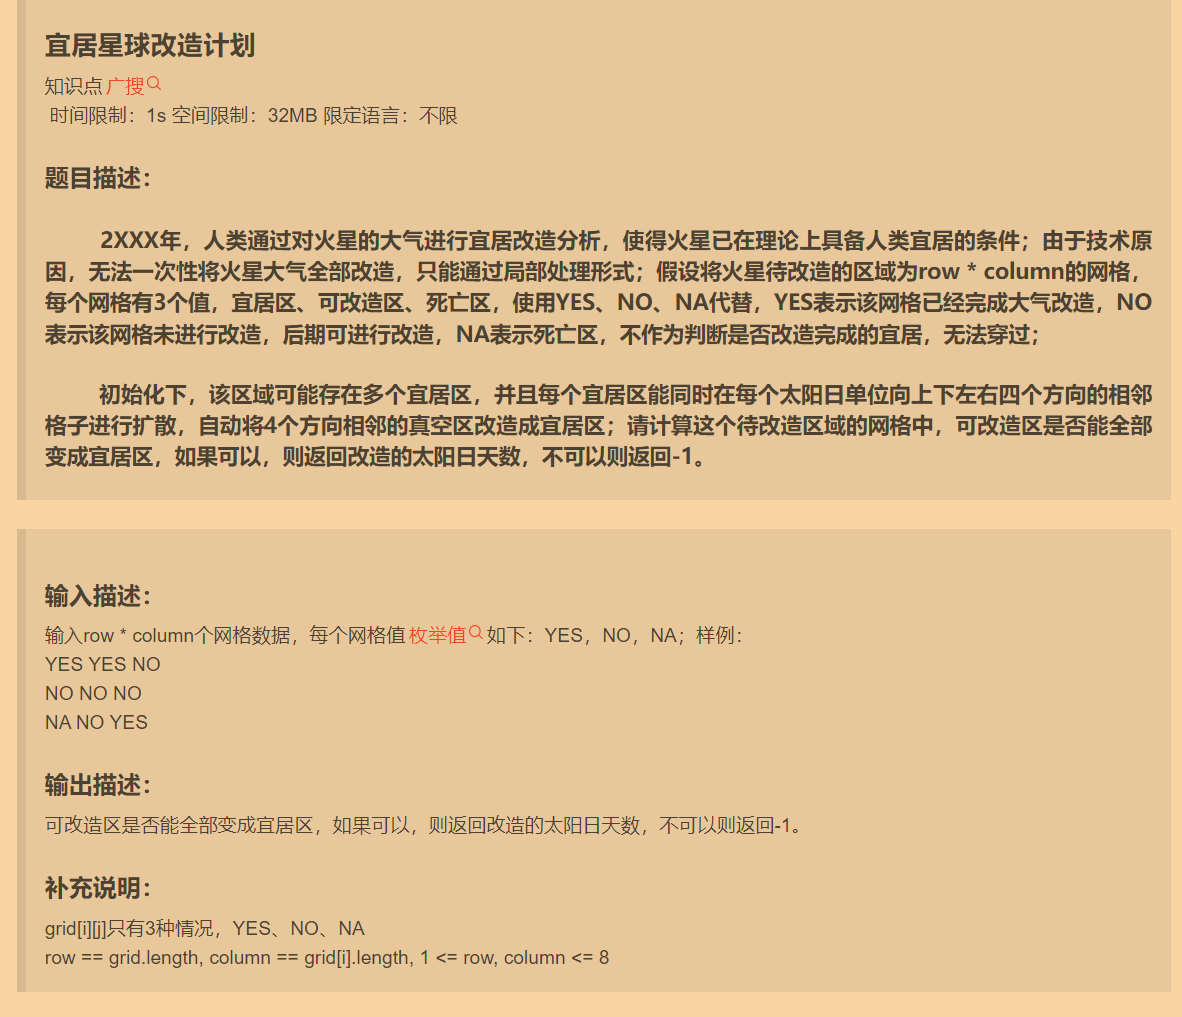 宜居星球改造计划
知识点广搜
时间限制：1s 空间限制：32MB 限定语言：不限
题目描述：
2XXX年，人类通过对火星的大气进行宜居改造分析，使得火星已在理论上具备人类宜居的条件；由于技术原
因，无法一次性将火星大气全部改造，只能通过局部处理形式；假设将火星待改造的区域为row * column的网格，
每个网格有3个值，宜居区、可改造区、死亡区，使用YES、NO、NA代替，YES表示该网格已经完成大气改造，NO
表示该网格未进行改造，后期可进行改造，NA表示死亡区，不作为判断是否改造完成的宜居，无法穿过；
初始化下，该区域可能存在多个宜居区，并且每个宜居区能同时在每个太阳日单位向上下左右四个方向的相邻
格子进行扩散，自动将4个方向相邻的真空区改造成宜居区；请计算这个待改造区域的网格中，可改造区是否能全部
变成宜居区，如果可以，则返回改造的太阳日天数，不可以则返回-1。
输入描述：
输入row * column个网格数据，每个网格值枚举值如下：YES，NO，NA；样例：
YES YES NO
NO NO NO
NA NO YES
输出描述：
可改造区是否能全部变成宜居区，如果可以，则返回改造的太阳日天数，不可以则返回-1。
补充说明：
grid[i][j]只有3种情况，YES、NO、NA
row == grid.length, column == grid[i].length, 1 <= row, column <= 8